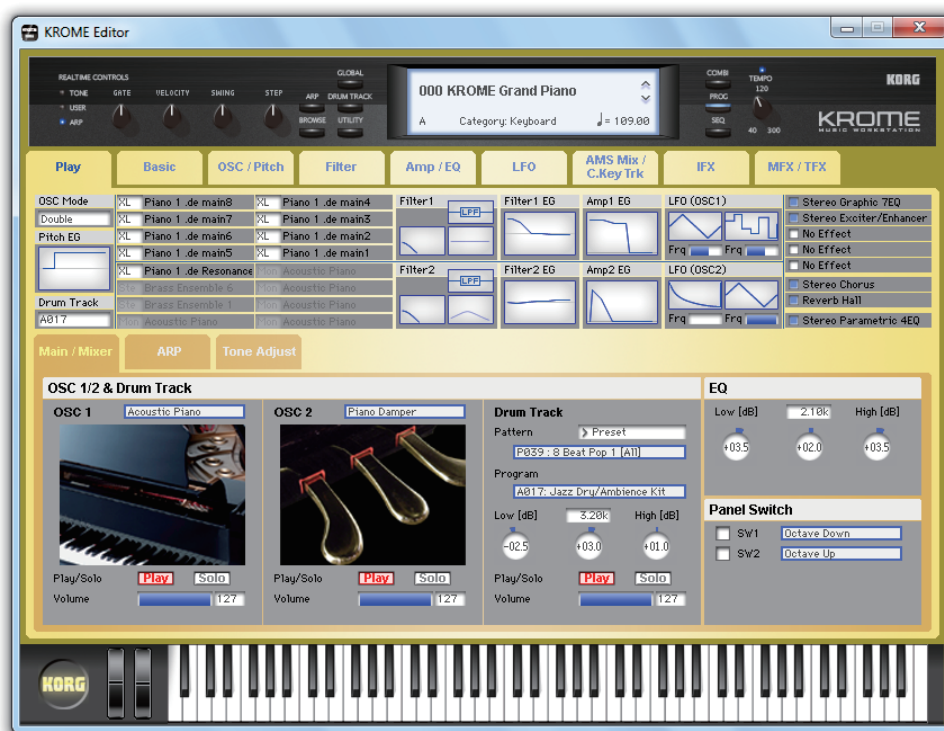 KROME Editor
REALTIME CONTROLS
TONE
USER
ARP
GATE VELOCITY SWING STEP
GLOBAL
ARP DRUM TRACK
BROWSE UTILITY
000 KROME Grand Piano
A Category: Keyboard ♩= 109.00
COMBI
PROG
SEQ
TEMPO
120
40 300
KORG
KROME
MUSIC WORKSTATION
Play Basic OSC / Pitch Filter Amp / EQ LFO AMS Mix / C.Key Trk IFX MFX / TFX
OSC Mode
Double
Pitch EG
Drum Track
A017
XL Piano 1 .de main8 XL Piano 1 .de main4
XL Piano 1 .de main7 XL Piano 1 .de main3
XL Piano 1 .de main6 XL Piano 1 .de main2
XL Piano 1 .de main5 XL Piano 1 .de main1
XL Piano 1 .de Resonance Mon Acoustic Piano
Ste Brass Ensemble 6 Mon Acoustic Piano
Ste Brass Ensemble 1 Mon Acoustic Piano
Mon Acoustic Piano Mon Acoustic Piano
Filter1 LPF Filter1 EG Amp1 EG LFO (OSC1)
Frq Frq
Filter2 LPF Filter2 EG Amp2 EG LFO (OSC2)
Frq Frq
Stereo Graphic 7EQ
Stereo Exciter/Enhancer
No Effect
No Effect
No Effect
Stereo Chorus
Reverb Hall
Stereo Parametric 4EQ
Main / Mixer ARP Tone Adjust
OSC 1/2 & Drum Track
OSC 1 Acoustic Piano
Play/Solo Play Solo
Volume 127
OSC 2 Piano Damper
Play/Solo Play Solo
Volume 127
Drum Track
Pattern Preset
P039 : 8 Beat Pop 1 [All]
Program
A017: Jazz Dry/Ambience Kit
Low [dB] 3.20k High [dB]
-02.5 +03.0 +01.0
Play/Solo Play Solo
Volume 127
EQ
Low [dB] 2.10k High [dB]
+03.5 +02.0 +03.5
Panel Switch
SW1 Octave Down
SW2 Octave Up
KORG